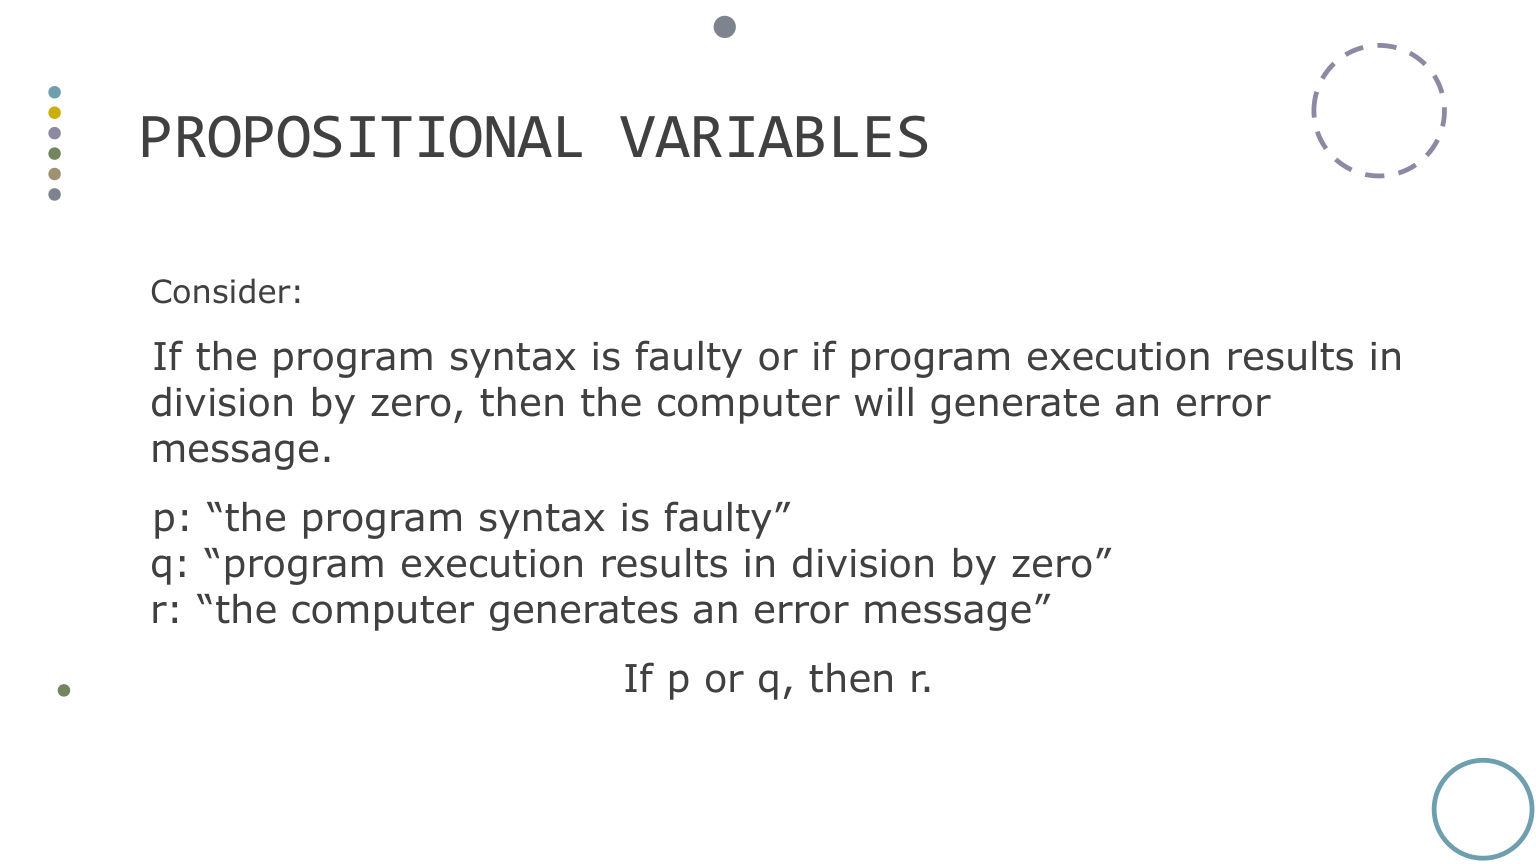 PROPOSITIONAL VARIABLES
Consider:
If the program syntax is faulty or if program execution results in
division by zero, then the computer will generate an error
message.
p: “the program syntax is faulty”
q: “program execution results in division by zero”
r: “the computer generates an error message”
If p or q, then r.